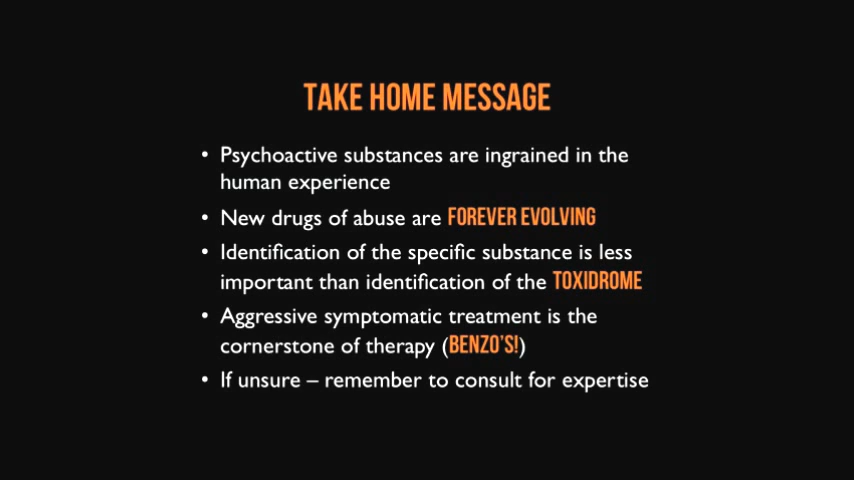 TAKE HOME MESSAGE
• Psychoactive substances are ingrained in the
human experience
• New drugs of abuse are FOREVER EVOLVING
• Identification of the specific substance is less
important than identification of the TOXIDROME
• Aggressive symptomatic treatment is the
cornerstone of therapy (BENZO'S!)
• If unsure – remember to consult for expertise